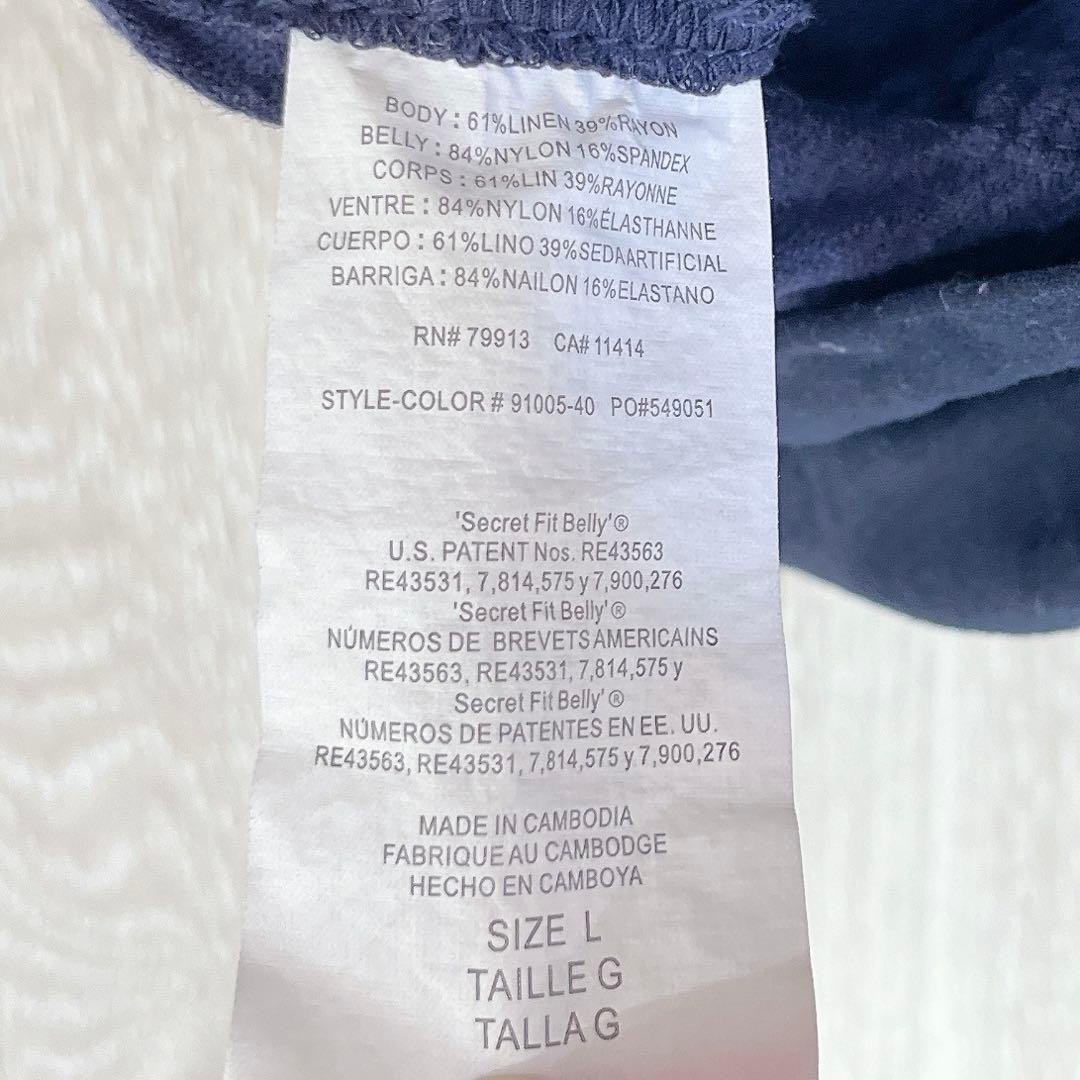 BODY : 61%LINEN 39%RAYON
BELLY : 84%NYLON 16%SPANDEX
CORPS : 61%LIN 39%RAYONNE
VENTRE : 84%NYLON 16%ÉLASTHANNE
CUERPO : 61%LINO 39%SEDAARTIFICIAL
BARRIGA : 84%NAILON 16%ELASTANO
RN# 79913 CA# 11414
STYLE-COLOR # 91005-40 PO#549051
'Secret Fit Belly'®
U.S. PATENT Nos. RE43563
RE43531, 7,814,575 y 7,900,276
'Secret Fit Belly'®
NÚMEROS DE BREVETS AMERICAINS
RE43563, RE43531, 7,814,575 y
Secret Fit Belly'®
NÚMEROS DE PATENTES EN EE. UU.
RE43563, RE43531, 7,814,575 y 7,900,276
MADE IN CAMBODIA
FABRIQUE AU CAMBODGE
HECHO EN CAMBOYA
SIZE L
TAILLE G
TALLA G